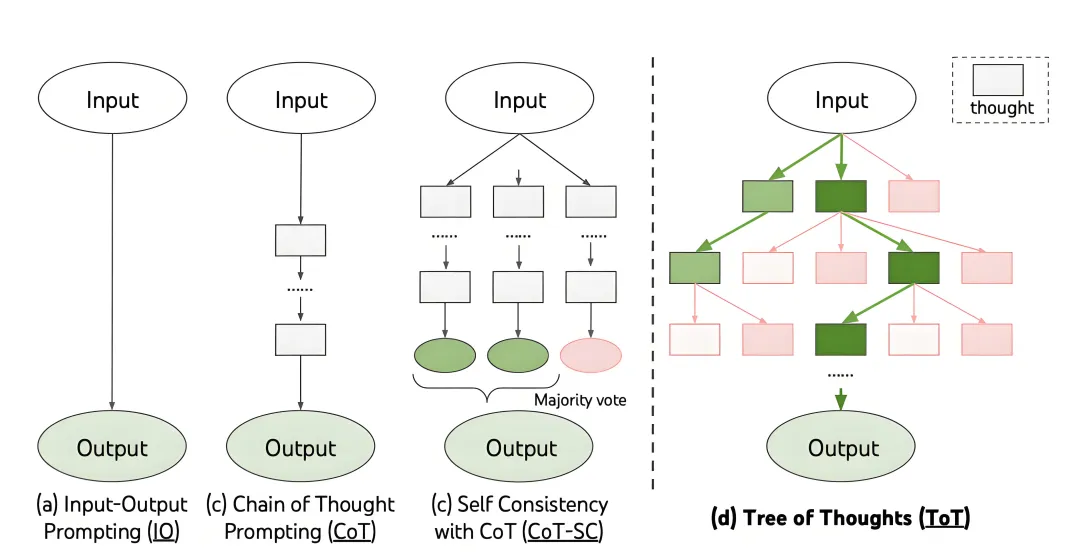 Input
Input
Input
Input
thought
......
......
......
......
......
Majority vote
Output
Output
Output
Output
(a) Input-Output
Prompting (IO)
(c) Chain of Thought
Prompting (CoT)
(c) Self Consistency
with CoT (CoT-SC)
(d) Tree of Thoughts (ToT)